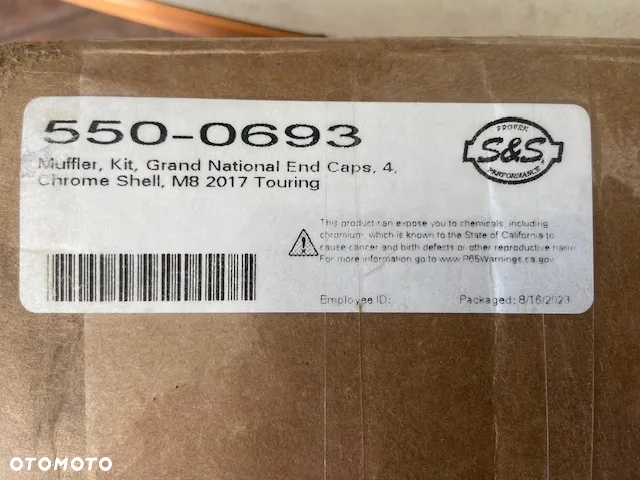 550-0693
Muffler, Kit, Grand National End Caps, 4,
Chrome Shell, M8 2017 Touring
PROVEN
S&S
PERFORMANCE
This product can expose you to chemicals, including
chromium, which is known to the State of California to
cause cancer and birth defects or other reproductive harm
For more information go to www.P65Warnings.ca.gov
Employee ID:
Packaged: 8/16/2023
OTOMOTO